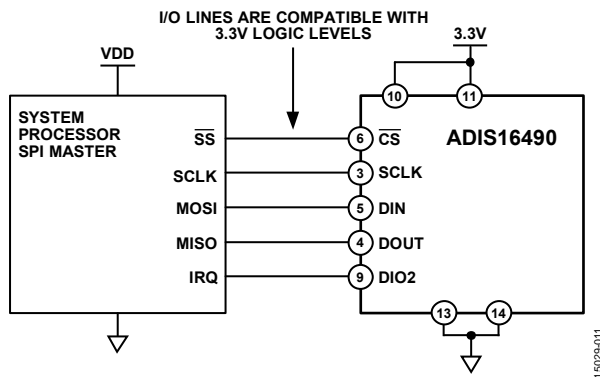 I/O LINES ARE COMPATIBLE WITH
3.3V LOGIC LEVELS
VDD
3.3V
10
11
SYSTEM
PROCESSOR
SPI MASTER
ADIS16490
SS
6
CS
SCLK
3
SCLK
MOSI
5
DIN
MISO
4
DOUT
IRQ
9
DIO2
13
14
15029-011